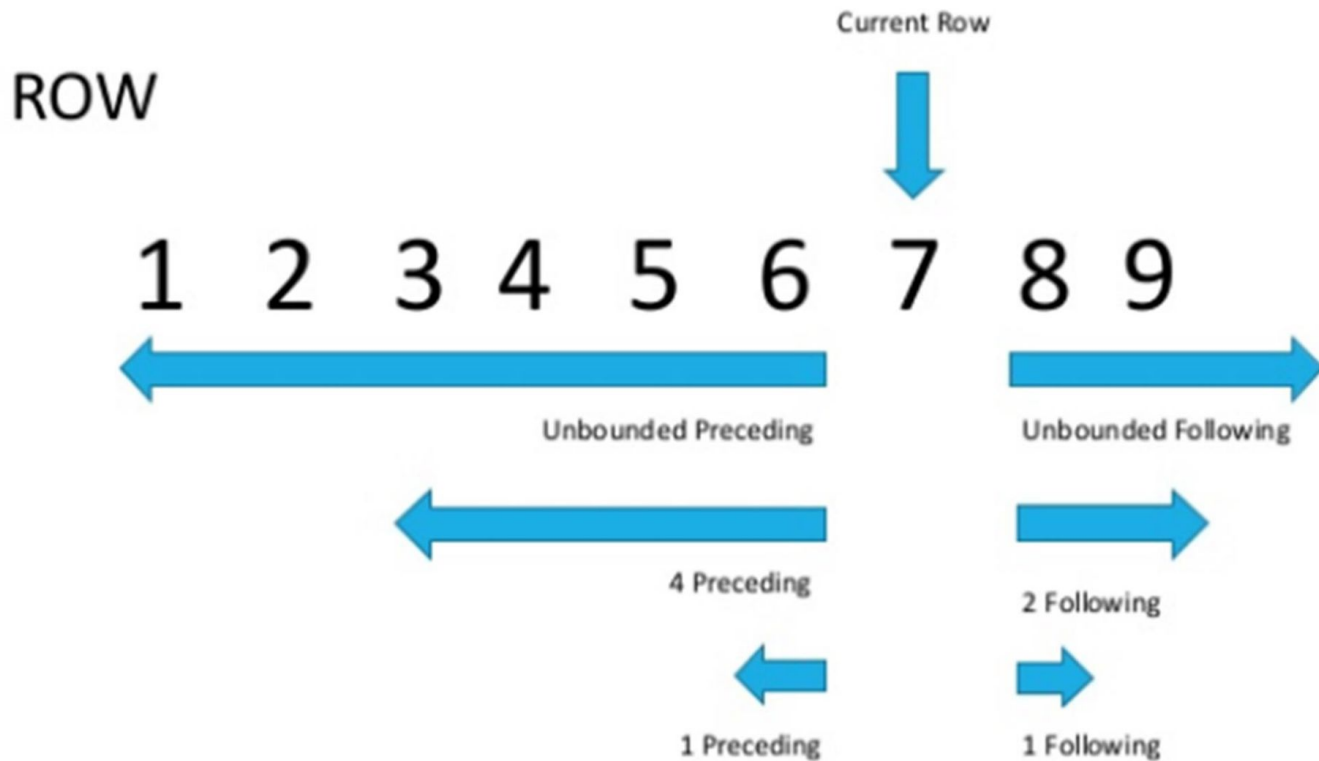 Current Row
ROW
1 2 3 4 5 6 7 8 9
Unbounded Preceding Unbounded Following
4 Preceding
2 Following
1 Preceding 1 Following